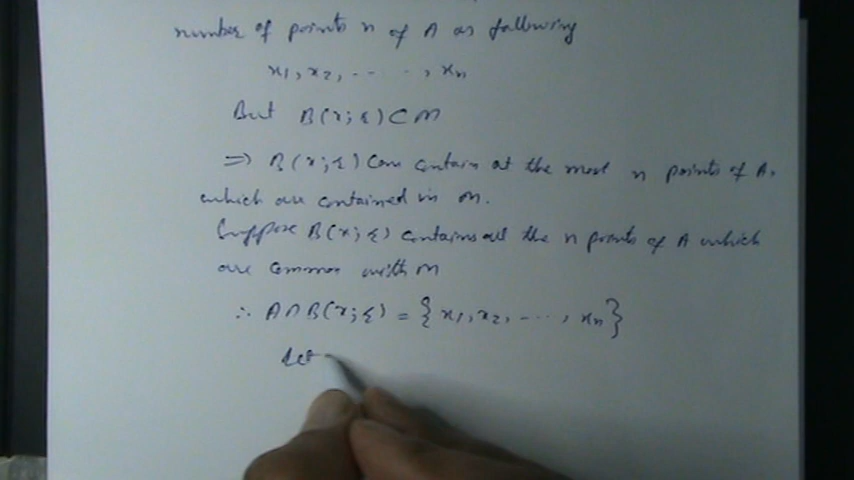 number of points n of A as following
x1, x2, - - - - , xn
But B(x; ε) ⊂ M
=> B(x; ε) Can contain at the most n points of A,
which are contained in M.
Suppose B(x; ε) contains all the n points of A which
are common with M
∴ A∩B(x; ε) = { x1, x2, - - - , xn }
Let